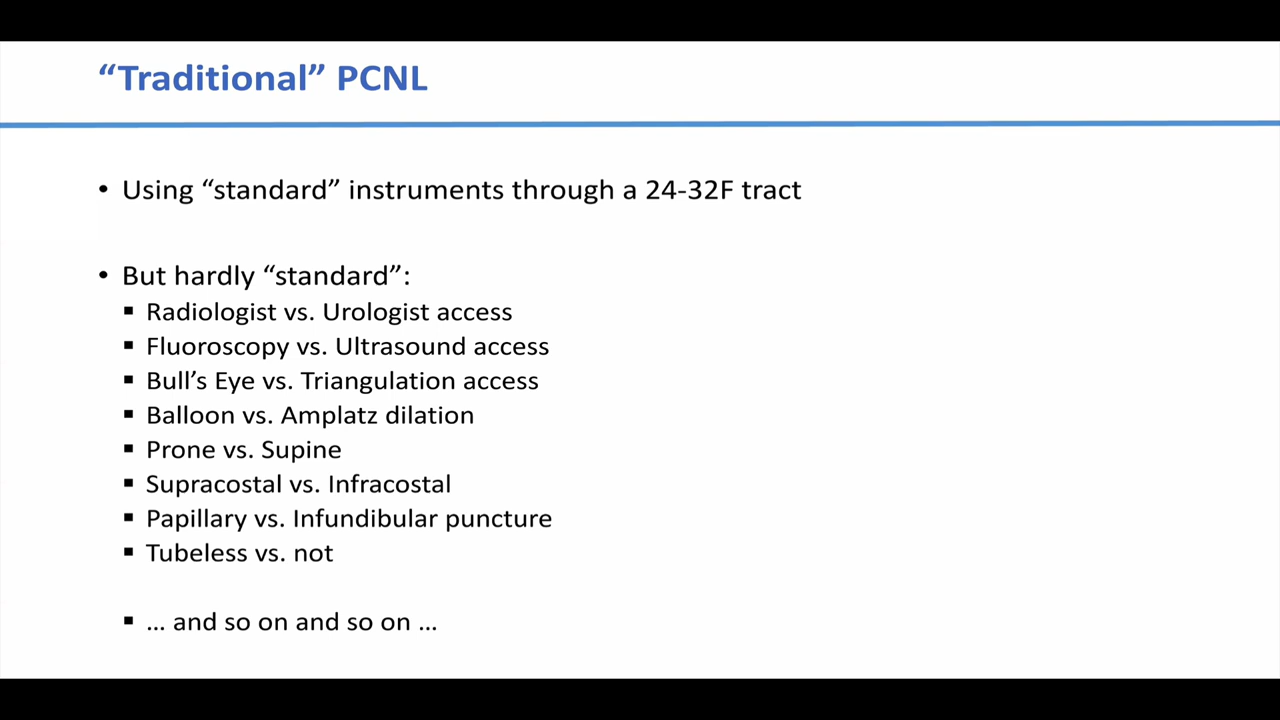 “Traditional” PCNL
• Using “standard” instruments through a 24-32F tract
• But hardly “standard”:
▪ Radiologist vs. Urologist access
▪ Fluoroscopy vs. Ultrasound access
▪ Bull’s Eye vs. Triangulation access
▪ Balloon vs. Amplatz dilation
▪ Prone vs. Supine
▪ Supracostal vs. Infracostal
▪ Papillary vs. Infundibular puncture
▪ Tubeless vs. not
▪ … and so on and so on …